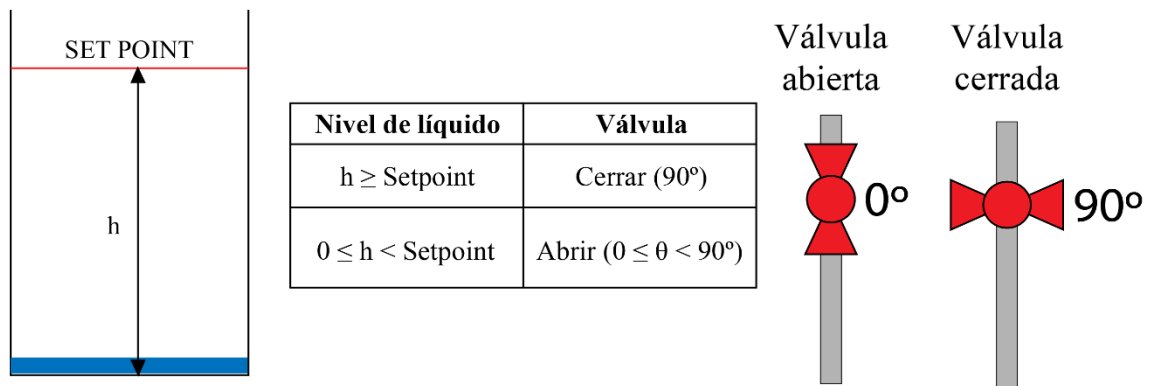 SET POINT
h
Nivel de líquido Válvula
h ≥ Setpoint Cerrar (90º)
0 ≤ h < Setpoint Abrir (0 ≤ θ < 90º)
Válvula
abierta
0º
Válvula
cerrada
90º